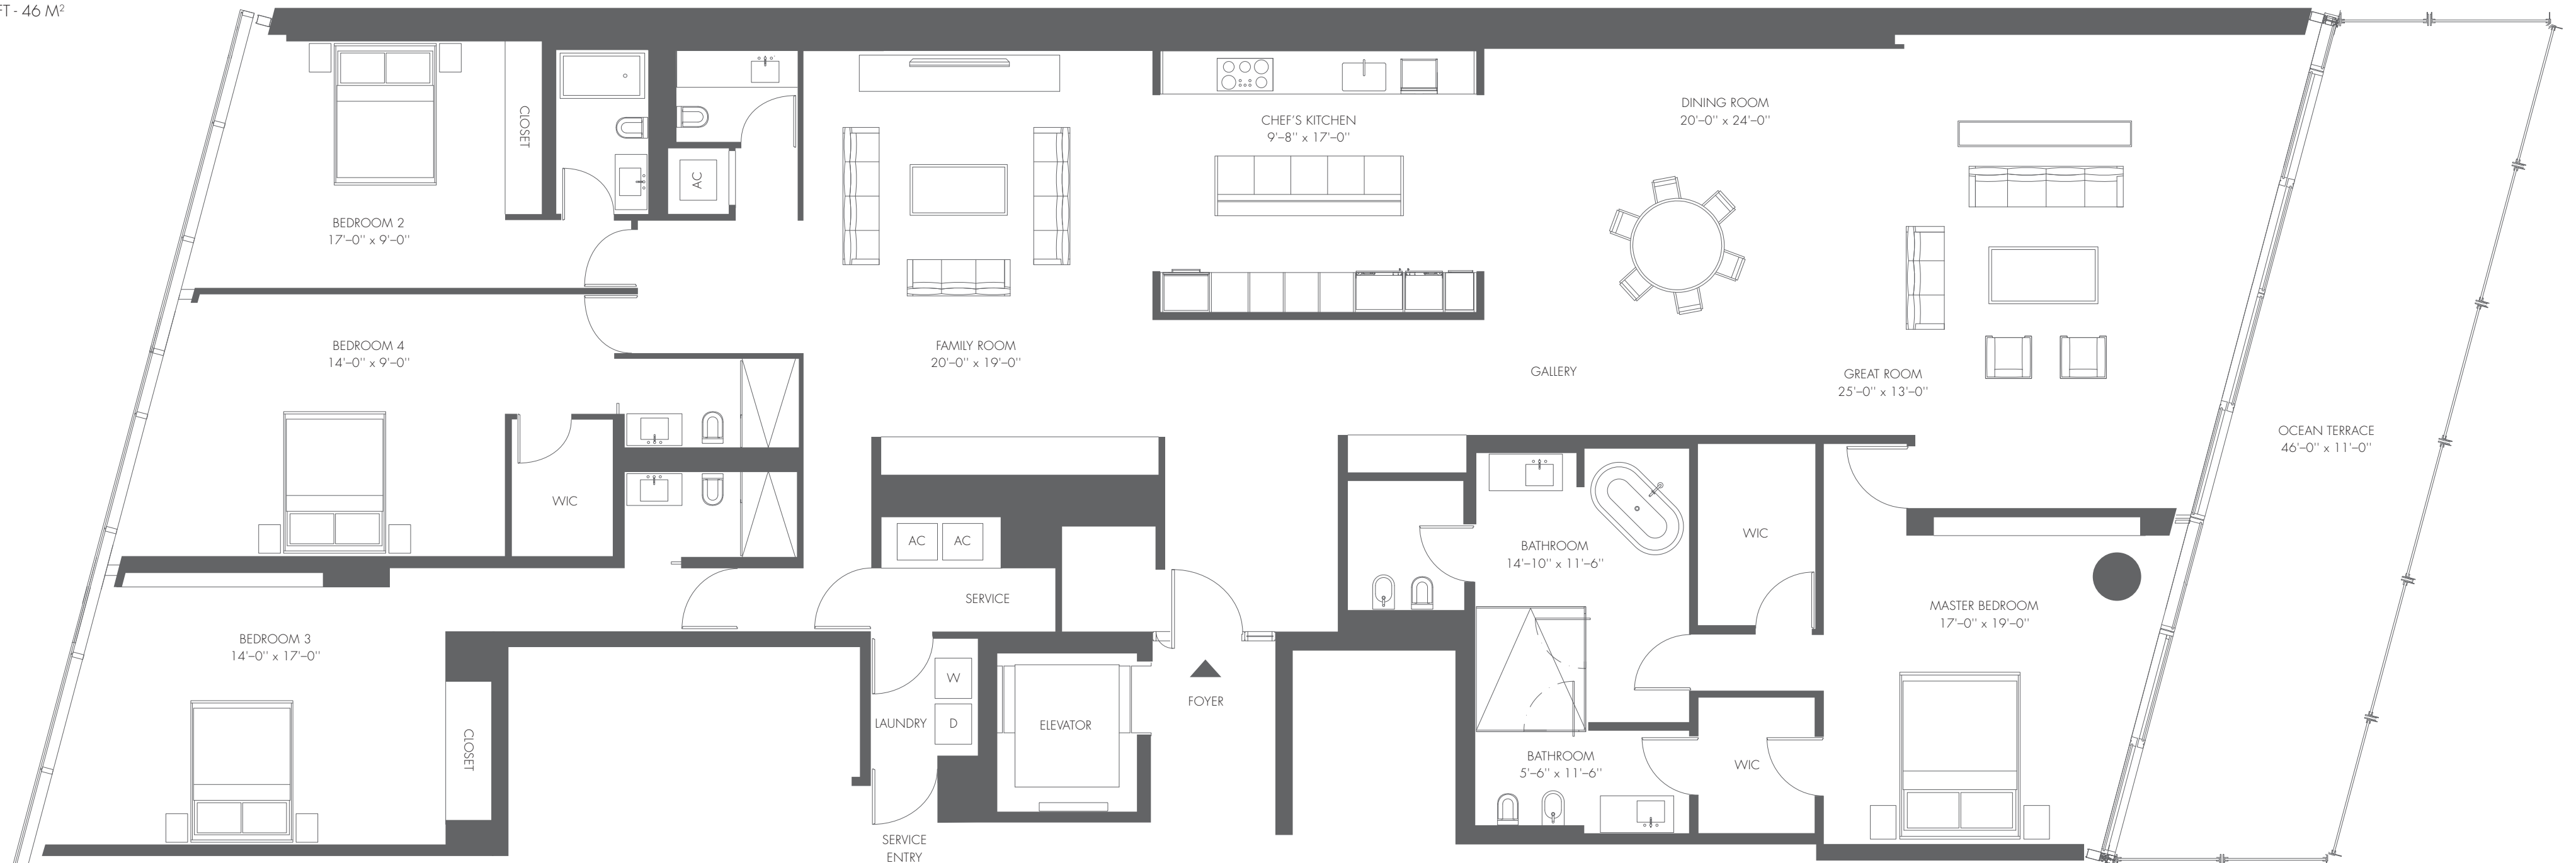 FT - 46 M²
BEDROOM 2
17'–0'' x 9'–0''
CLOSET
AC
BEDROOM 4
14'–0'' x 9'–0''
WIC
BEDROOM 3
14'–0'' x 17'–0''
CLOSET
FAMILY ROOM
20'–0'' x 19'–0''
CHEF'S KITCHEN
9'–8'' x 17'–0''
DINING ROOM
20'–0'' x 24'–0''
GALLERY
GREAT ROOM
25'–0'' x 13'–0''
OCEAN TERRACE
46'–0'' x 11'–0''
AC
AC
SERVICE
W
LAUNDRY
D
ELEVATOR
FOYER
SERVICE
ENTRY
BATHROOM
14'–10'' x 11'–6''
WIC
MASTER BEDROOM
17'–0'' x 19'–0''
BATHROOM
5'–6'' x 11'–6''
WIC